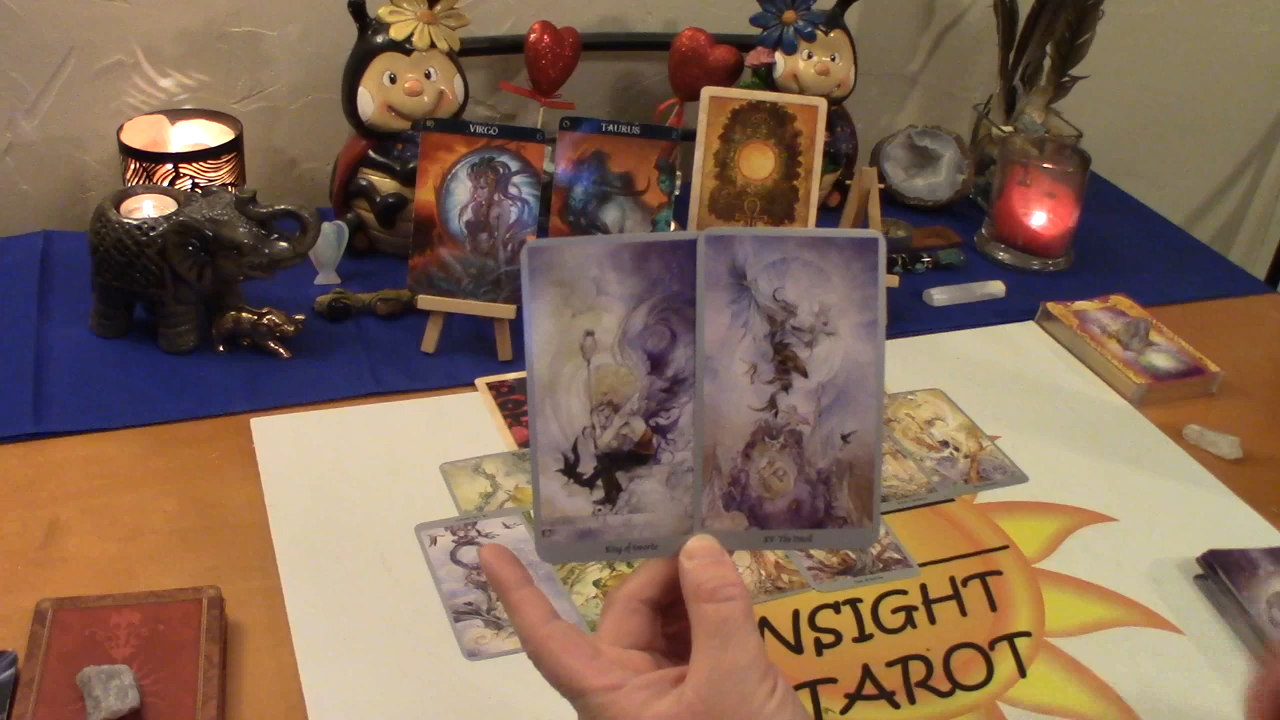 VIRGO
TAURUS
King of Swords
XV The Devil
NSIGHT
TAROT